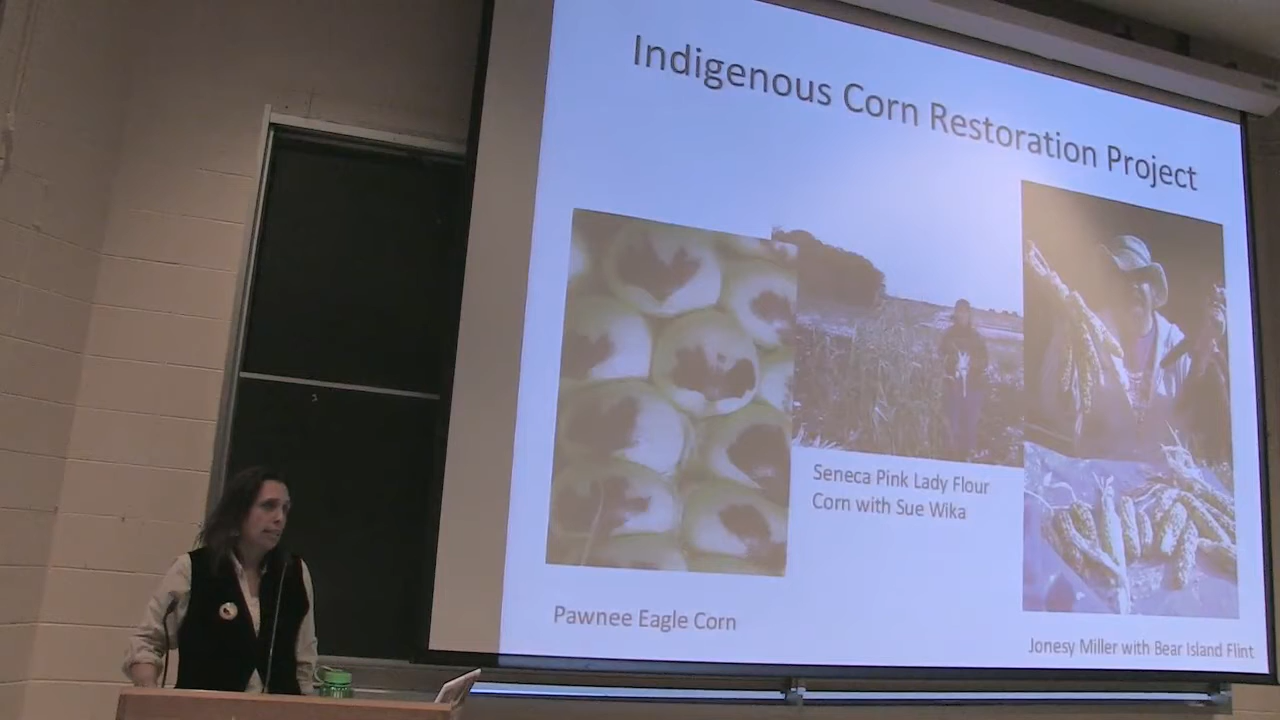 Indigenous Corn Restoration Project
Seneca Pink Lady Flour
Corn with Sue Wika
Pawnee Eagle Corn
Jonesy Miller with Bear Island Flint